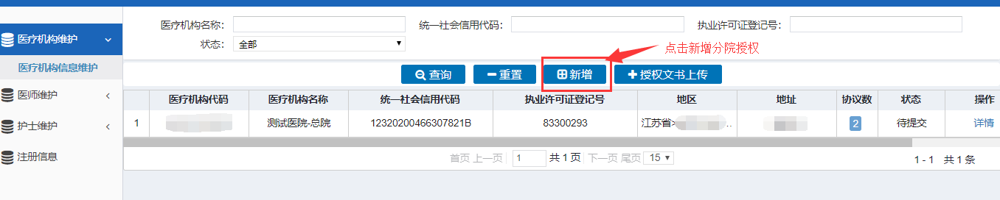 医疗机构名称: 统一社会信用代码: 执业许可证登记号:
医疗机构维护
状态: 全部
点击新增分院授权
医疗机构信息维护
查询 重置 新增 授权文书上传
医师维护
医疗机构代码 医疗机构名称 统一社会信用代码 执业许可证登记号 地区 地址 协议数 状态 操作
护士维护
1 测试医院-总院 12320200466307821B 83300293 江苏省> .. 2 待提交 详情
注册信息
首页 上一页 1 共 1 页 下一页 尾页 15
1 - 1 共 1 条